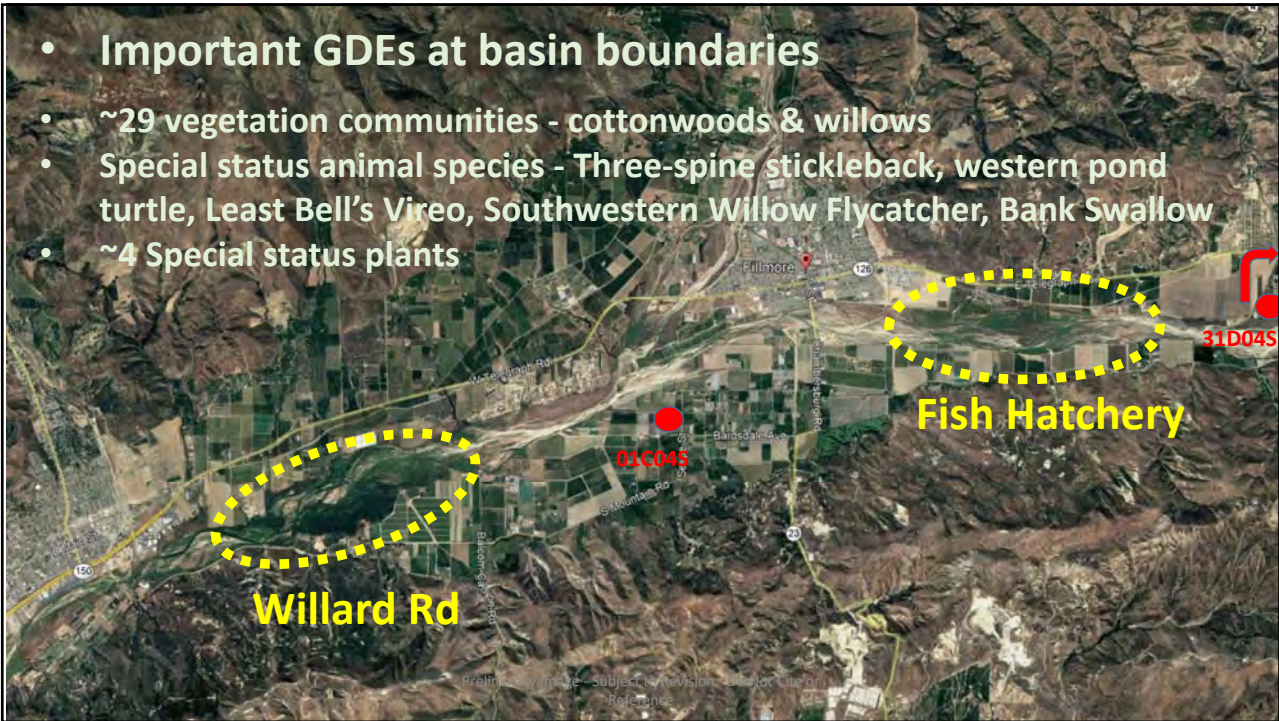 • Important GDEs at basin boundaries
• ~29 vegetation communities - cottonwoods & willows
• Special status animal species - Three-spine stickleback, western pond
turtle, Least Bell's Vireo, Southwestern Willow Flycatcher, Bank Swallow
• ~4 Special status plants
Fillmore
126
E Telegraph
31D04S
W Telegraph Rd
Fish Hatchery
Bardsdale Ave
01C04S
S Mountain Rd
23
150
Willard Rd
Preliminary Image - Subject to Revision - Do Not Cite or
Reference